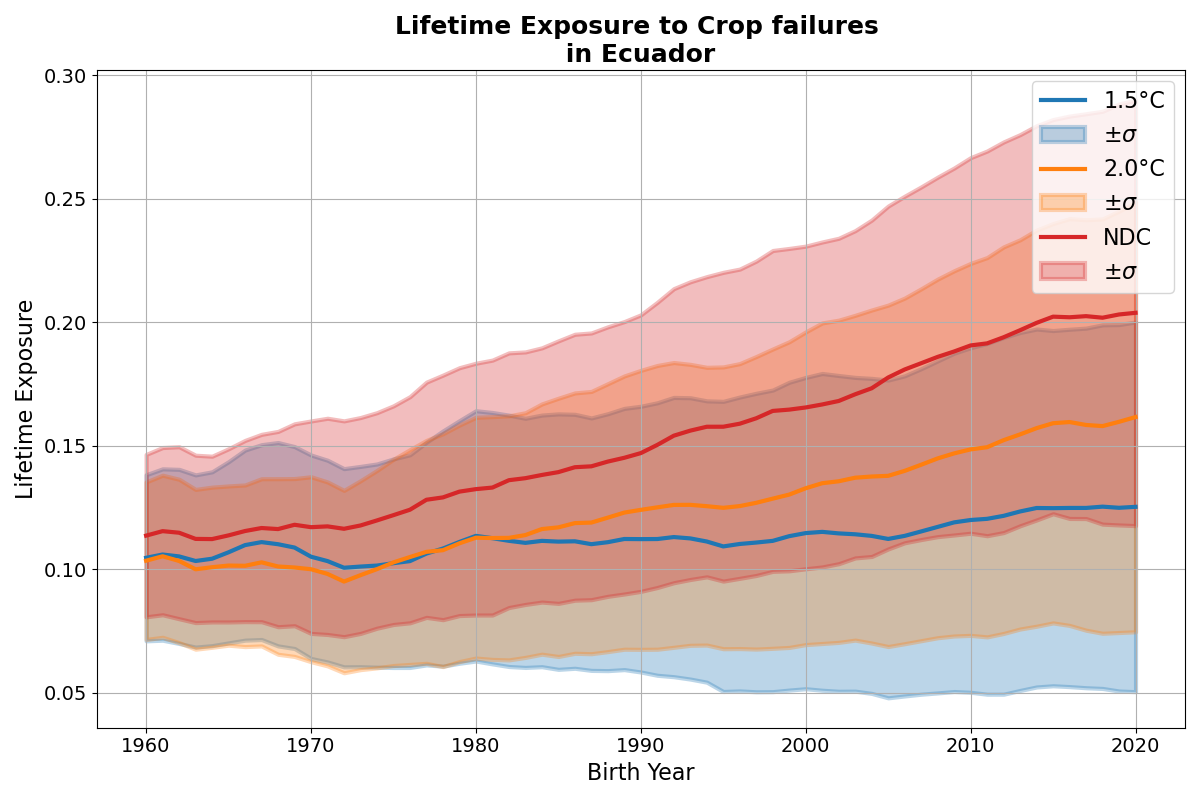 Lifetime Exposure to Crop failures
in Ecuador
0.30
0.25
0.20
0.15
0.10
0.05
Lifetime Exposure
1960
1970
1980
1990
2000
2010
2020
Birth Year
1.5°C
±σ
2.0°C
±σ
NDC
±σ